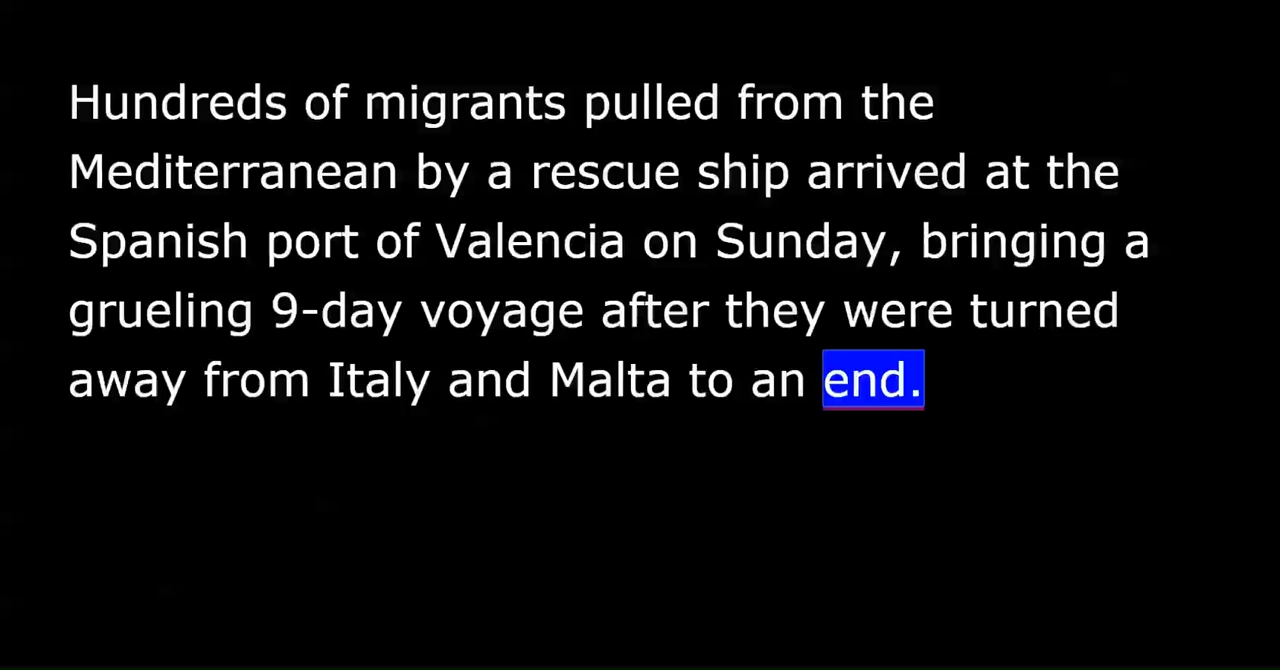 Hundreds of migrants pulled from the
Mediterranean by a rescue ship arrived at the
Spanish port of Valencia on Sunday, bringing a
grueling 9-day voyage after they were turned
away from Italy and Malta to an end.